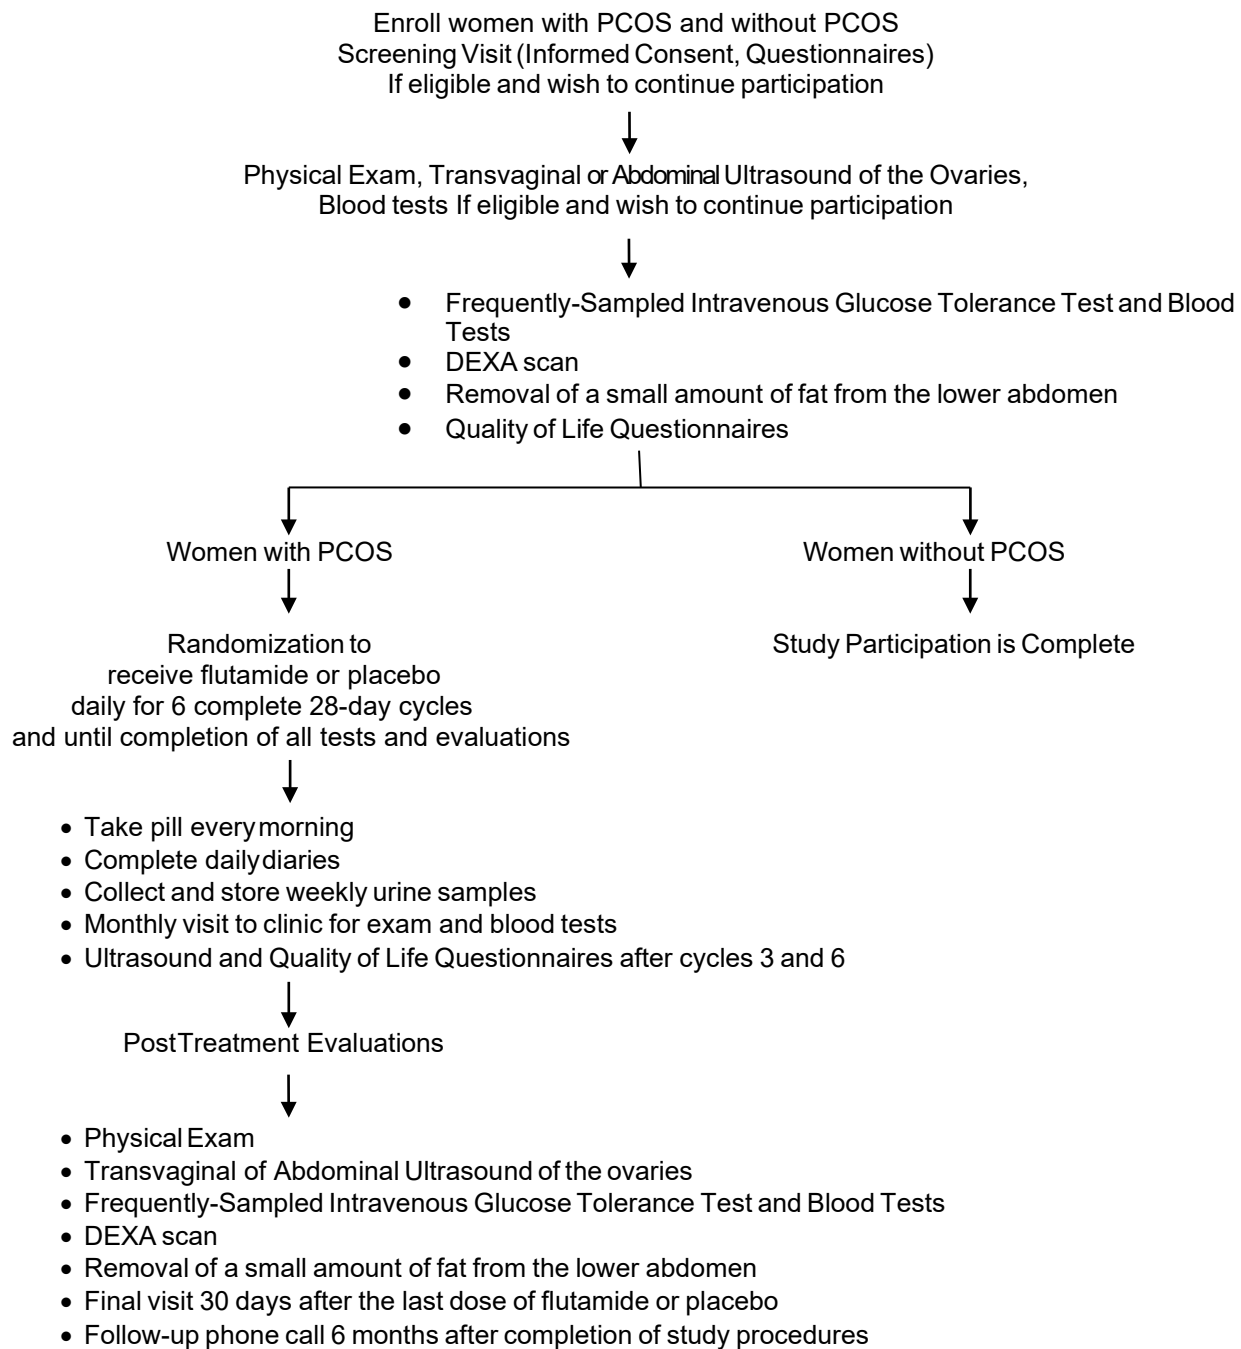 Enroll women with PCOS and without PCOS
Screening Visit (Informed Consent, Questionnaires)
If eligible and wish to continue participation
Physical Exam, Transvaginal or Abdominal Ultrasound of the Ovaries,
Blood tests If eligible and wish to continue participation
• Frequently-Sampled Intravenous Glucose Tolerance Test and Blood
Tests
• DEXA scan
• Removal of a small amount of fat from the lower abdomen
• Quality of Life Questionnaires
Women with PCOS
Women without PCOS
Randomization to
receive flutamide or placebo
daily for 6 complete 28-day cycles
and until completion of all tests and evaluations
Study Participation is Complete
• Take pill every morning
• Complete daily diaries
• Collect and store weekly urine samples
• Monthly visit to clinic for exam and blood tests
• Ultrasound and Quality of Life Questionnaires after cycles 3 and 6
Post Treatment Evaluations
• Physical Exam
• Transvaginal of Abdominal Ultrasound of the ovaries
• Frequently-Sampled Intravenous Glucose Tolerance Test and Blood Tests
• DEXA scan
• Removal of a small amount of fat from the lower abdomen
• Final visit 30 days after the last dose of flutamide or placebo
• Follow-up phone call 6 months after completion of study procedures